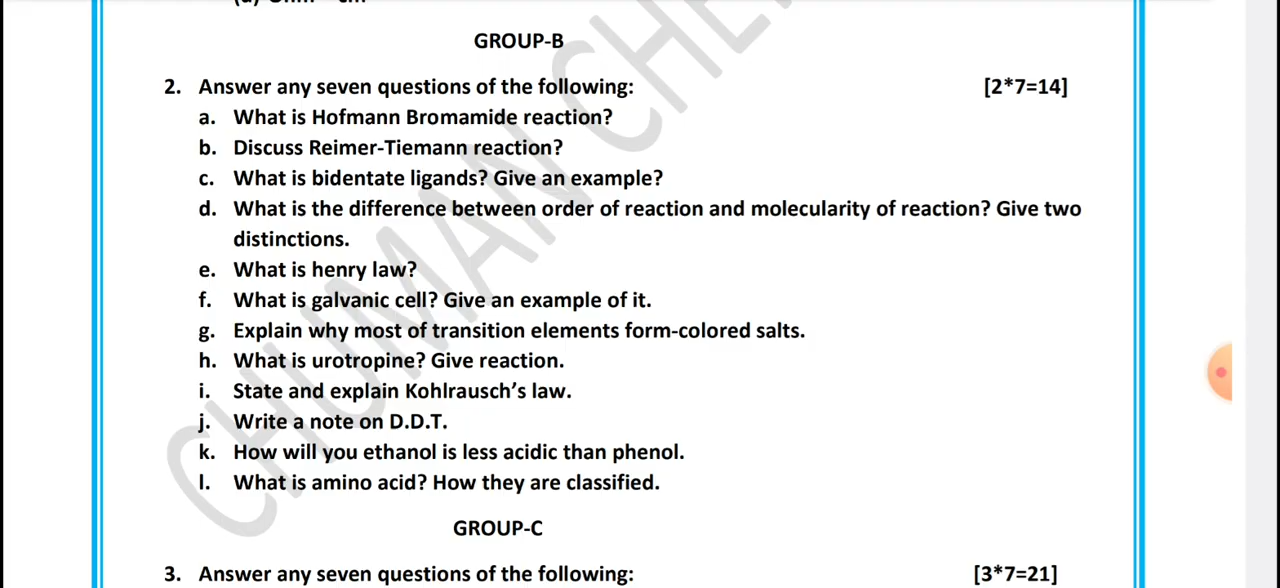 GROUP-B
2. Answer any seven questions of the following: [2*7=14]
a. What is Hofmann Bromamide reaction?
b. Discuss Reimer-Tiemann reaction?
c. What is bidentate ligands? Give an example?
d. What is the difference between order of reaction and molecularity of reaction? Give two
distinctions.
e. What is henry law?
f. What is galvanic cell? Give an example of it.
g. Explain why most of transition elements form-colored salts.
h. What is urotropine? Give reaction.
i. State and explain Kohlrausch’s law.
j. Write a note on D.D.T.
k. How will you ethanol is less acidic than phenol.
l. What is amino acid? How they are classified.
GROUP-C
3. Answer any seven questions of the following: [3*7=21]
CHUMAN CHE